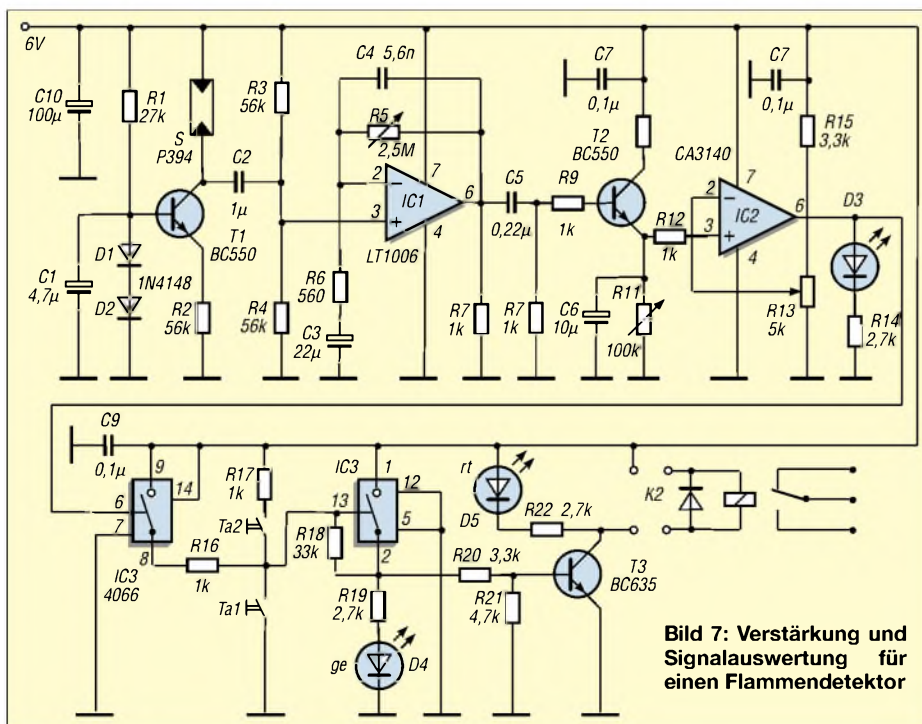 6V
C10
100µ
R1
27k
S
P394
R3
56k
C2
1µ
T1
BC550
D1
1N4148
D2
C1
4,7µ
R2
56k
R4
56k
C4 5,6n
R5
2,5M
2
3
7
6
4
IC1
LT1006
R6
560
C3
22µ
R7
1k
C5
0,22µ
R7
1k
R9
1k
C7
0,1µ
T2
BC550
R12
1k
C6
10µ
R11
100k
CA3140
2
3
7
6
4
IC2
C7
0,1µ
R15
3,3k
D3
R13
5k
R14
2,7k
C9
0,1µ
9
14
6
7
8
IC3
4066
R17
1k
Ta2
R16
1k
Ta1
IC3
1
12
13
5
2
R18
33k
R19
2,7k
ge
D4
rt
D5
R22 2,7k
R20 3,3k
R21
4,7k
T3
BC635
K2
Bild 7: Verstärkung und
Signalauswertung für
einen Flammendetektor